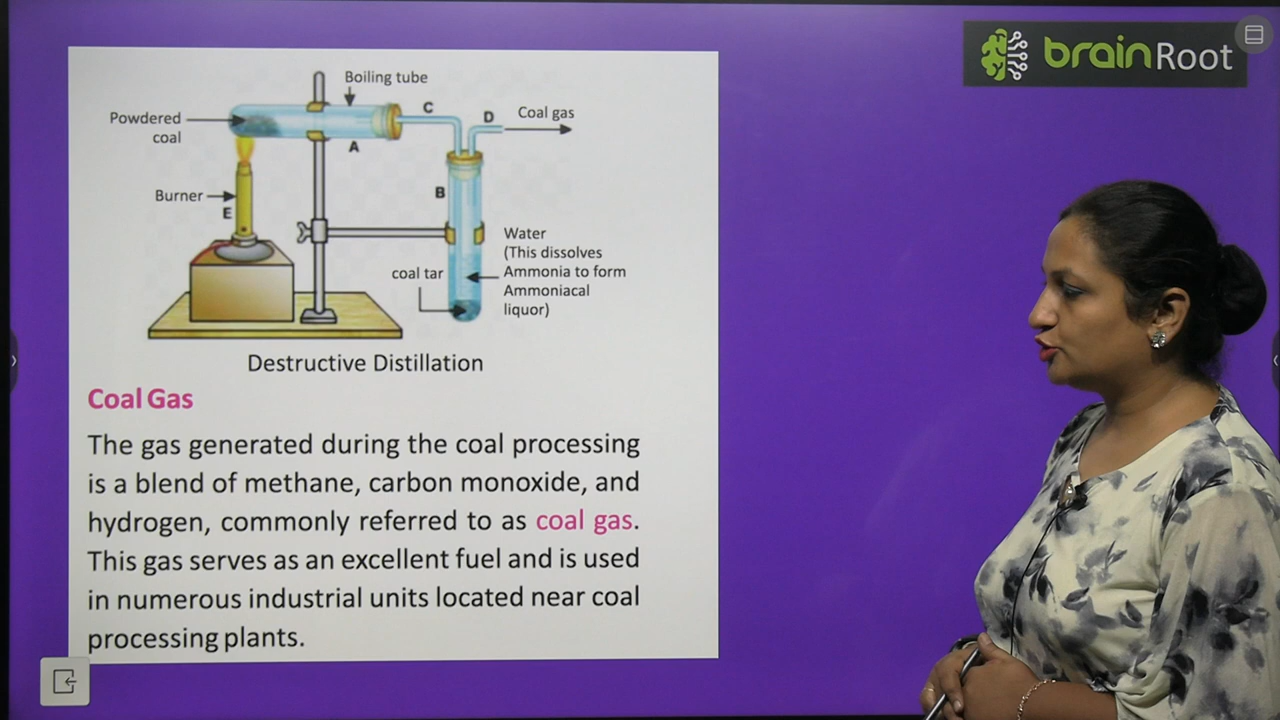 brainRoot
Boiling tube
Powdered
coal
C
D
Coal gas
A
Burner
E
B
Water
(This dissolves
Ammonia to form
Ammoniacal
liquor)
coal tar
Destructive Distillation
Coal Gas
The gas generated during the coal processing
is a blend of methane, carbon monoxide, and
hydrogen, commonly referred to as coal gas.
This gas serves as an excellent fuel and is used
in numerous industrial units located near coal
processing plants.